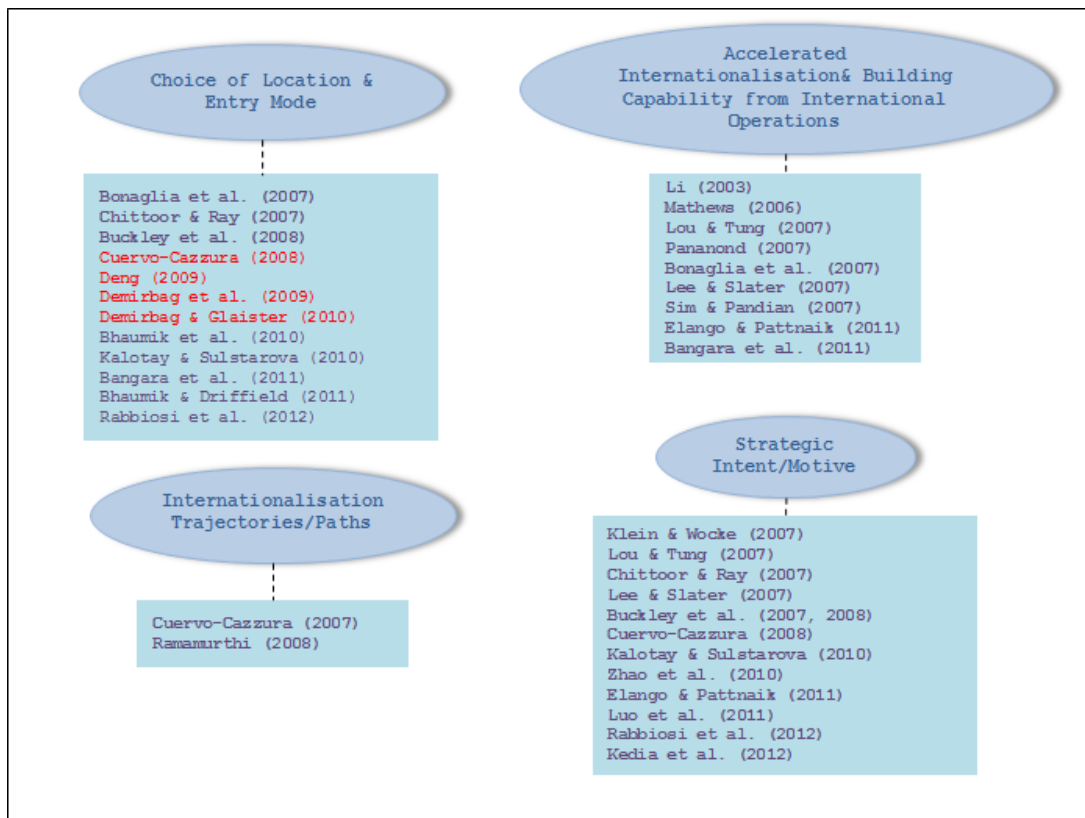 Choice of Location &
Entry Mode
Bonaglia et al. (2007)
Chittoor & Ray (2007)
Buckley et al. (2008)
Cuervo-Cazzura (2008)
Deng (2009)
Demirbag et al. (2009)
Demirbag & Glaister (2010)
Bhaumik et al. (2010)
Kalotay & Sulstarova (2010)
Bangara et al. (2011)
Bhaumik & Driffield (2011)
Rabbiosi et al. (2012)
Accelerated
Internationalisation& Building
Capability from International
Operations
Li (2003)
Mathews (2006)
Lou & Tung (2007)
Pananond (2007)
Bonaglia et al. (2007)
Lee & Slater (2007)
Sim & Pandian (2007)
Elango & Pattnaik (2011)
Bangara et al. (2011)
Internationalisation
Trajectories/Paths
Cuervo-Cazzura (2007)
Ramamurthi (2008)
Strategic
Intent/Motive
Klein & Wocke (2007)
Lou & Tung (2007)
Chittoor & Ray (2007)
Lee & Slater (2007)
Buckley et al. (2007, 2008)
Cuervo-Cazzura (2008)
Kalotay & Sulstarova (2010)
Zhao et al. (2010)
Elango & Pattnaik (2011)
Luo et al. (2011)
Rabbiosi et al. (2012)
Kedia et al. (2012)